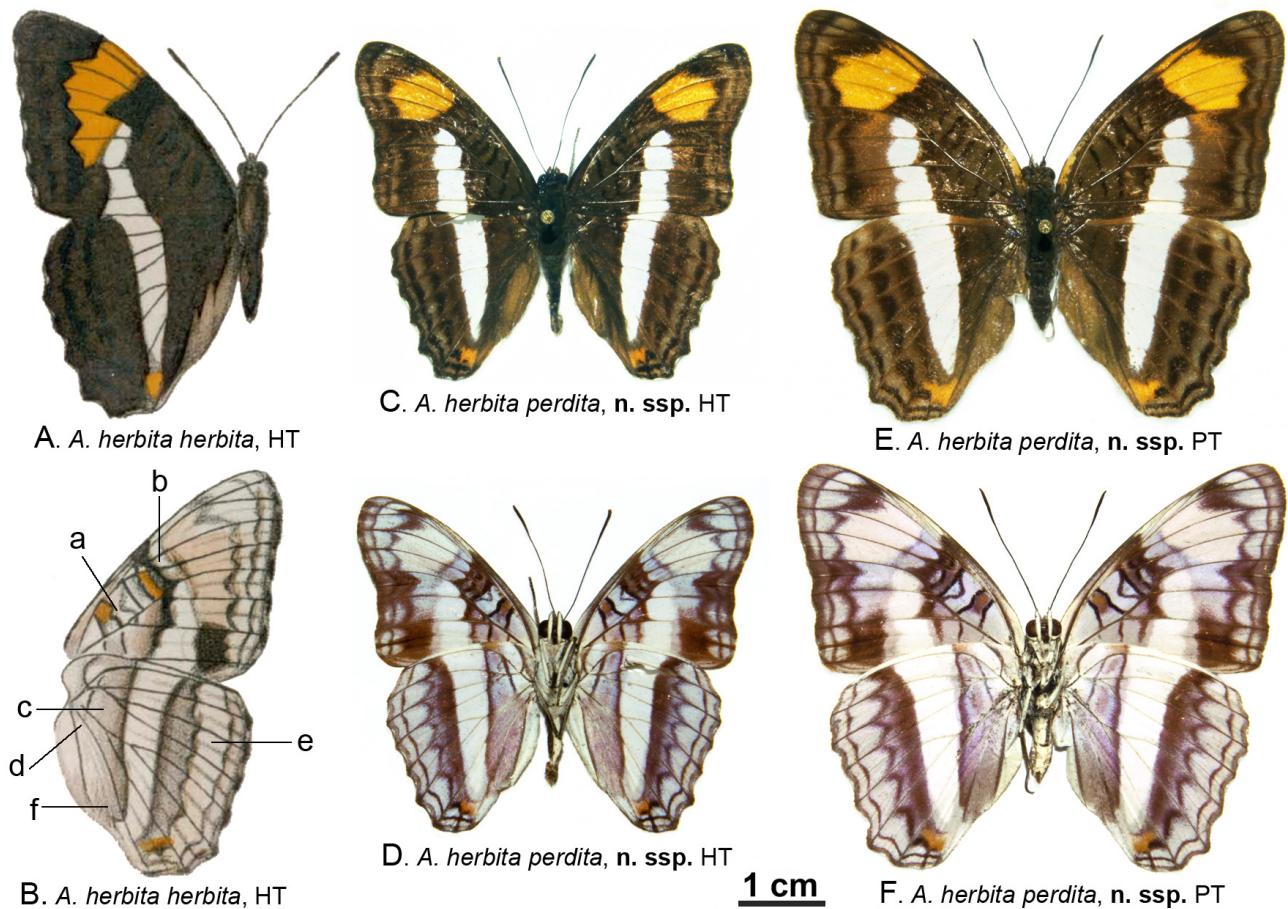 A. A. herbita herbita, HT
C. A. herbita perdita, n. ssp. HT
E. A. herbita perdita, n. ssp. PT
b
a
c
d
e
f
B. A. herbita herbita, HT
D. A. herbita perdita, n. ssp. HT
1 cm
F. A. herbita perdita, n. ssp. PT